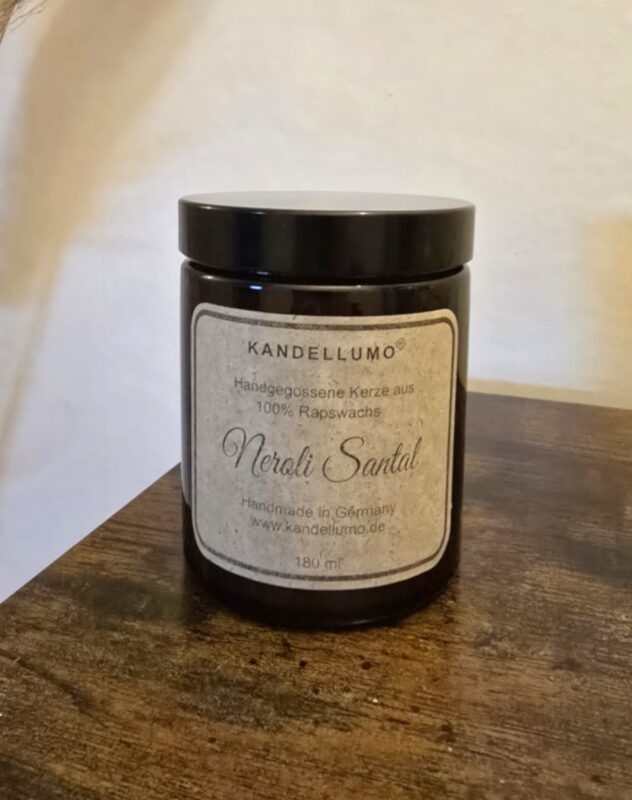 KANDELLUMO®
Handgegossene Kerze aus
100% Rapswachs
Neroli Santal
Handmade in Germany
www.kandellumo.de
180 ml